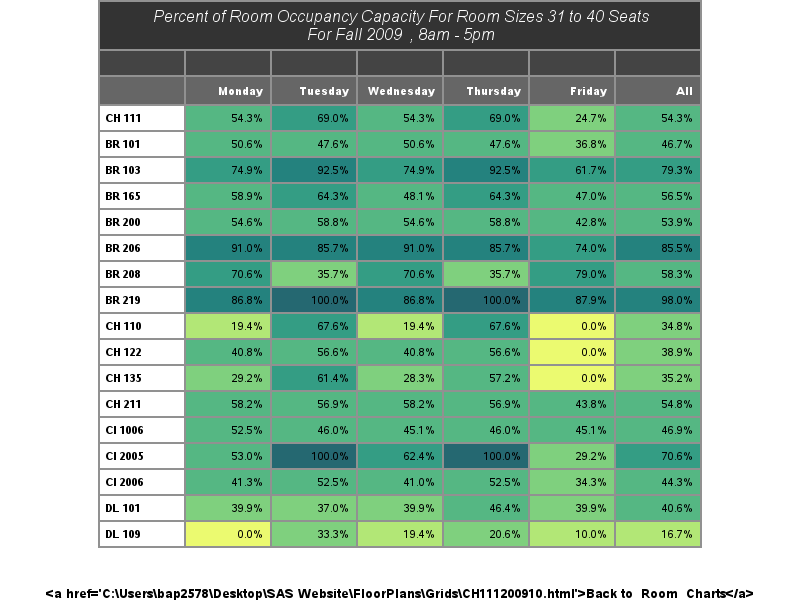 Percent of Room Occupancy Capacity For Room Sizes 31 to 40 Seats
For Fall 2009 , 8am - 5pm
Monday Tuesday Wednesday Thursday Friday All
CH 111 54.3% 69.0% 54.3% 69.0% 24.7% 54.3%
BR 101 50.6% 47.6% 50.6% 47.6% 36.8% 46.7%
BR 103 74.9% 92.5% 74.9% 92.5% 61.7% 79.3%
BR 165 58.9% 64.3% 48.1% 64.3% 47.0% 56.5%
BR 200 54.6% 58.8% 54.6% 58.8% 42.8% 53.9%
BR 206 91.0% 85.7% 91.0% 85.7% 74.0% 85.5%
BR 208 70.6% 35.7% 70.6% 35.7% 79.0% 58.3%
BR 219 86.8% 100.0% 86.8% 100.0% 87.9% 98.0%
CH 110 19.4% 67.6% 19.4% 67.6% 0.0% 34.8%
CH 122 40.8% 56.6% 40.8% 56.6% 0.0% 38.9%
CH 135 29.2% 61.4% 28.3% 57.2% 0.0% 35.2%
CH 211 58.2% 56.9% 58.2% 56.9% 43.8% 54.8%
CI 1006 52.5% 46.0% 45.1% 46.0% 45.1% 46.9%
CI 2005 53.0% 100.0% 62.4% 100.0% 29.2% 70.6%
CI 2006 41.3% 52.5% 41.0% 52.5% 34.3% 44.3%
DL 101 39.9% 37.0% 39.9% 46.4% 39.9% 40.6%
DL 109 0.0% 33.3% 19.4% 20.6% 10.0% 16.7%
<a href='C:\Users\bap2578\Desktop\SAS Website\FloorPlans\Grids\CH111200910.html'>Back to Room Charts</a>